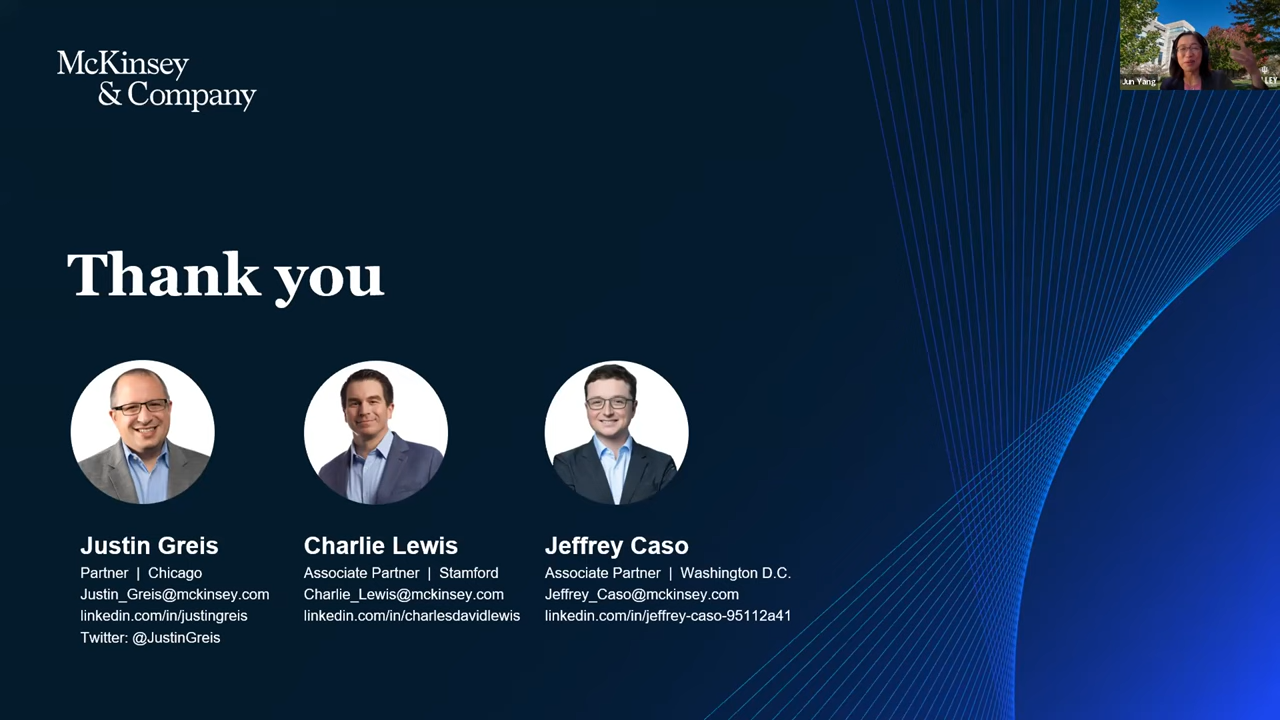 McKinsey
& Company
Jun Yang
LEY
Thank you
Justin Greis
Partner | Chicago
Justin_Greis@mckinsey.com
linkedin.com/in/justingreis
Twitter: @JustinGreis
Charlie Lewis
Associate Partner | Stamford
Charlie_Lewis@mckinsey.com
linkedin.com/in/charlesdavidlewis
Jeffrey Caso
Associate Partner | Washington D.C.
Jeffrey_Caso@mckinsey.com
linkedin.com/in/jeffrey-caso-95112a41